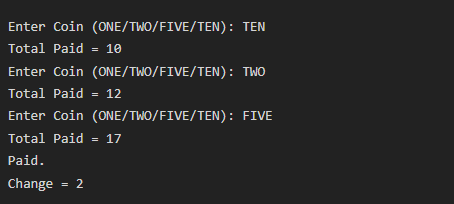 Enter Coin (ONE/TWO/FIVE/TEN): TEN
Total Paid = 10
Enter Coin (ONE/TWO/FIVE/TEN): TWO
Total Paid = 12
Enter Coin (ONE/TWO/FIVE/TEN): FIVE
Total Paid = 17
Paid.
Change = 2